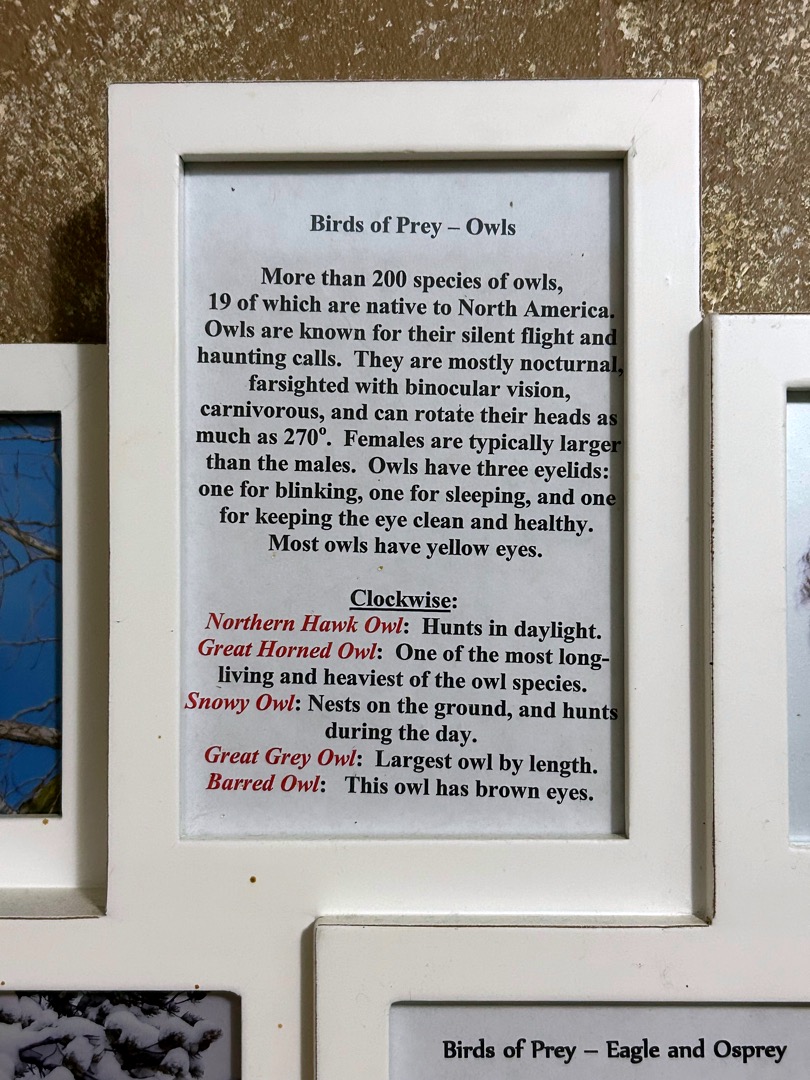 Birds of Prey – Owls
More than 200 species of owls,
19 of which are native to North America.
Owls are known for their silent flight and
haunting calls.  They are mostly nocturnal,
farsighted with binocular vision,
carnivorous, and can rotate their heads as
much as 270º.  Females are typically larger
than the males.  Owls have three eyelids:
one for blinking, one for sleeping, and one
for keeping the eye clean and healthy.
Most owls have yellow eyes.
Clockwise:
Northern Hawk Owl:  Hunts in daylight.
Great Horned Owl:  One of the most long-
living and heaviest of the owl species.
Snowy Owl: Nests on the ground, and hunts
during the day.
Great Grey Owl:  Largest owl by length.
Barred Owl:   This owl has brown eyes.
Birds of Prey – Eagle and Osprey